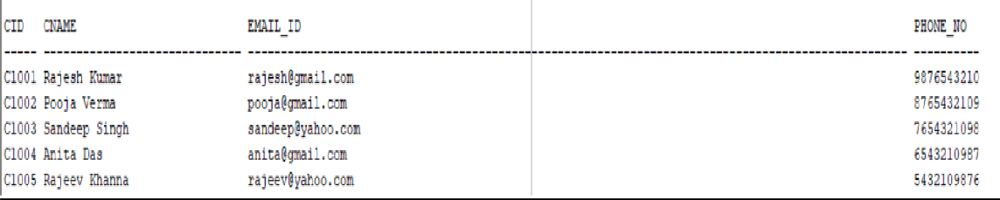 CID CNAME EMAIL_ID PHONE_NO
----- ------------------------------ ---------------------------------------------------------------------------------------------------- ----------
C1001 Rajesh Kumar rajesh@gmail.com 9876543210
C1002 Pooja Verma pooja@gmail.com 8765432109
C1003 Sandeep Singh sandeep@yahoo.com 7654321098
C1004 Anita Das anita@gmail.com 6543210987
C1005 Rajeev Khanna rajeev@yahoo.com 5432109876